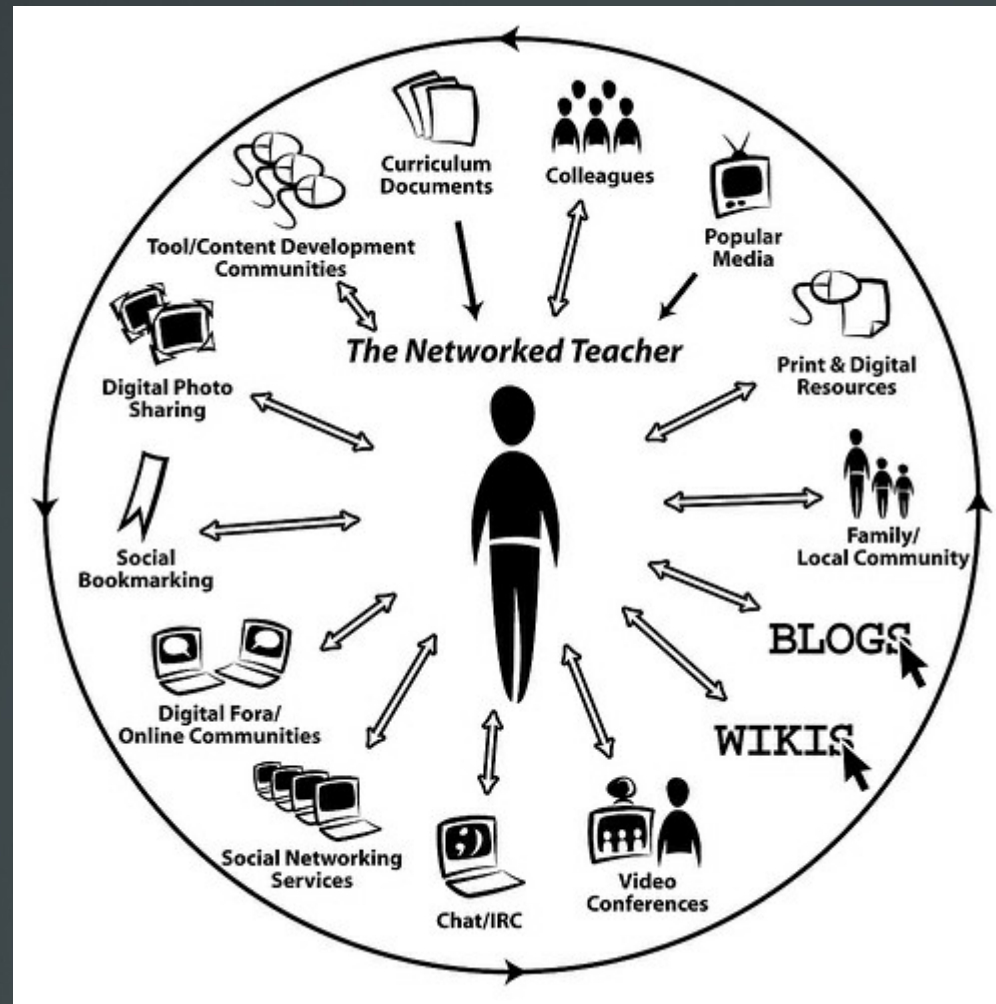 Curriculum
Documents
Colleagues
Popular
Media
Tool/Content Development
Communities
The Networked Teacher
Print & Digital
Resources
Digital Photo
Sharing
Family/
Local Community
Social
Bookmarking
BLOGS
Digital Fora/
Online Communities
WIKIS
Social Networking
Services
Chat/IRC
Video
Conferences